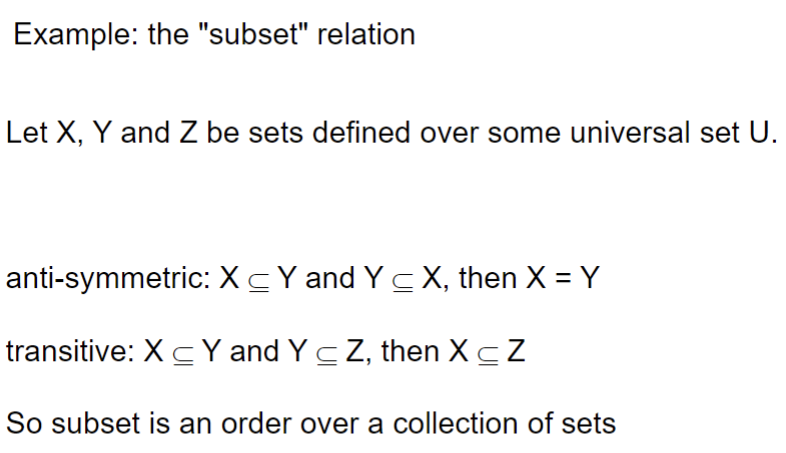 Example: the "subset" relation
Let X, Y and Z be sets defined over some universal set U.
anti-symmetric: X ⊆ Y and Y ⊆ X, then X = Y
transitive: X ⊆ Y and Y ⊆ Z, then X ⊆ Z
So subset is an order over a collection of sets